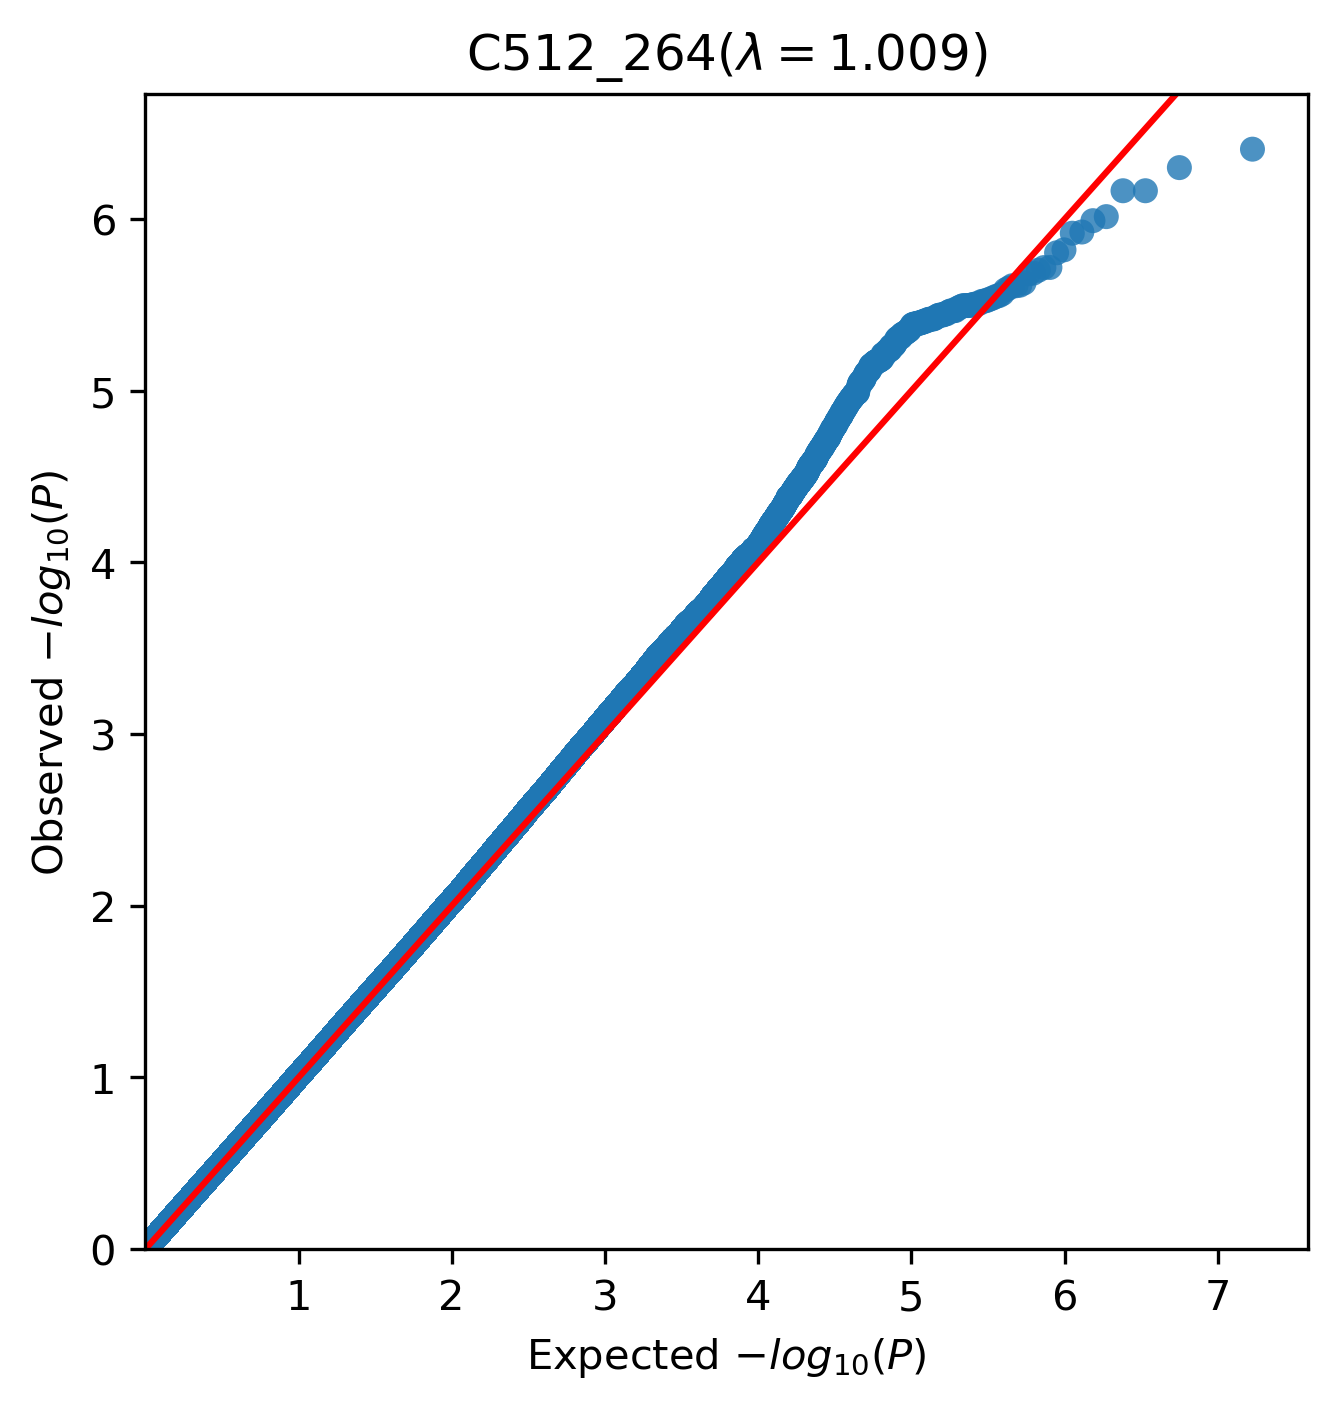 C512_264(λ = 1.009)
Observed −log₁₀(P)
6
5
4
3
2
1
0
1 2 3 4 5 6 7
Expected −log₁₀(P)